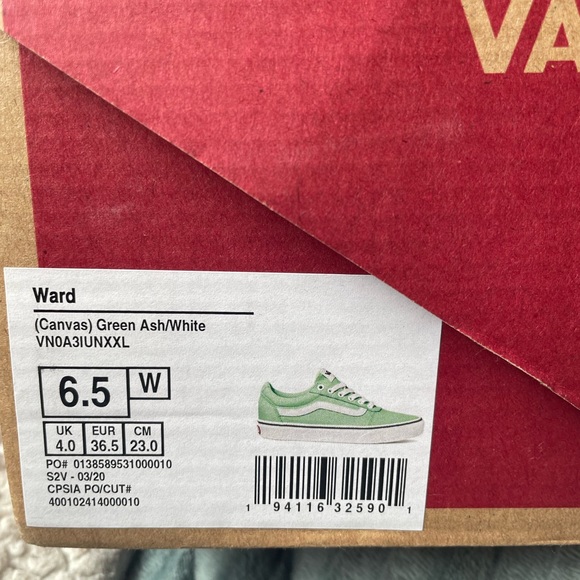 VA
Ward
(Canvas) Green Ash/White
VN0A3IUNXXL
6.5 W
UK EUR CM
4.0 36.5 23.0
PO# 0138589531000010
S2V - 03/20
CPSIA PO/CUT#
400102414000010
1 94116 32590 1